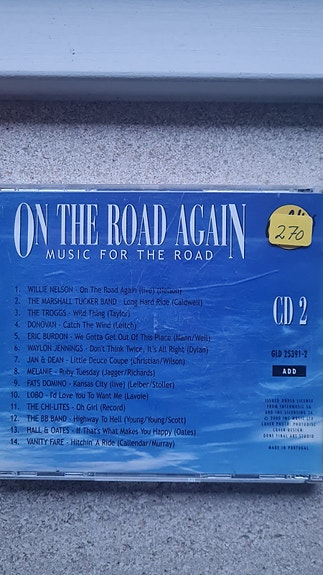 ON THE ROAD AGAIN
MUSIC FOR THE ROAD
270
CD 2
GLD 25391-2
ADD
1. WILLIE NELSON - On The Road Again (live) (Nelson)
2. THE MARSHALL TUCKER BAND - Long Hard Ride (Caldwell)
3. THE TROGGS - Wild Thing (Taylor)
4. DONOVAN - Catch The Wind (Leitch)
5. ERIC BURDON - We Gotta Get Out Of This Place (Mann/Weil)
6. WAYLON JENNINGS - Don't Think Twice, It's All Right (Dylan)
7. JAN & DEAN - Little Deuce Coupe (Christian/Wilson)
8. MELANIE - Ruby Tuesday (Jagger/Richards)
9. FATS DOMINO - Kansas City (live) (Leiber/Stoller)
10. LOBO - I'd Love You To Want Me (Lavoie)
11. THE CHI-LITES - Oh Girl (Record)
12. THE BB BAND - Highway To Hell (Young/Young/Scott)
13. HALL & OATES - If That's What Makes You Happy (Oates)
14. VANITY FARE - Hitchin' A Ride (Callendar/Murray)
MADE IN PORTUGAL